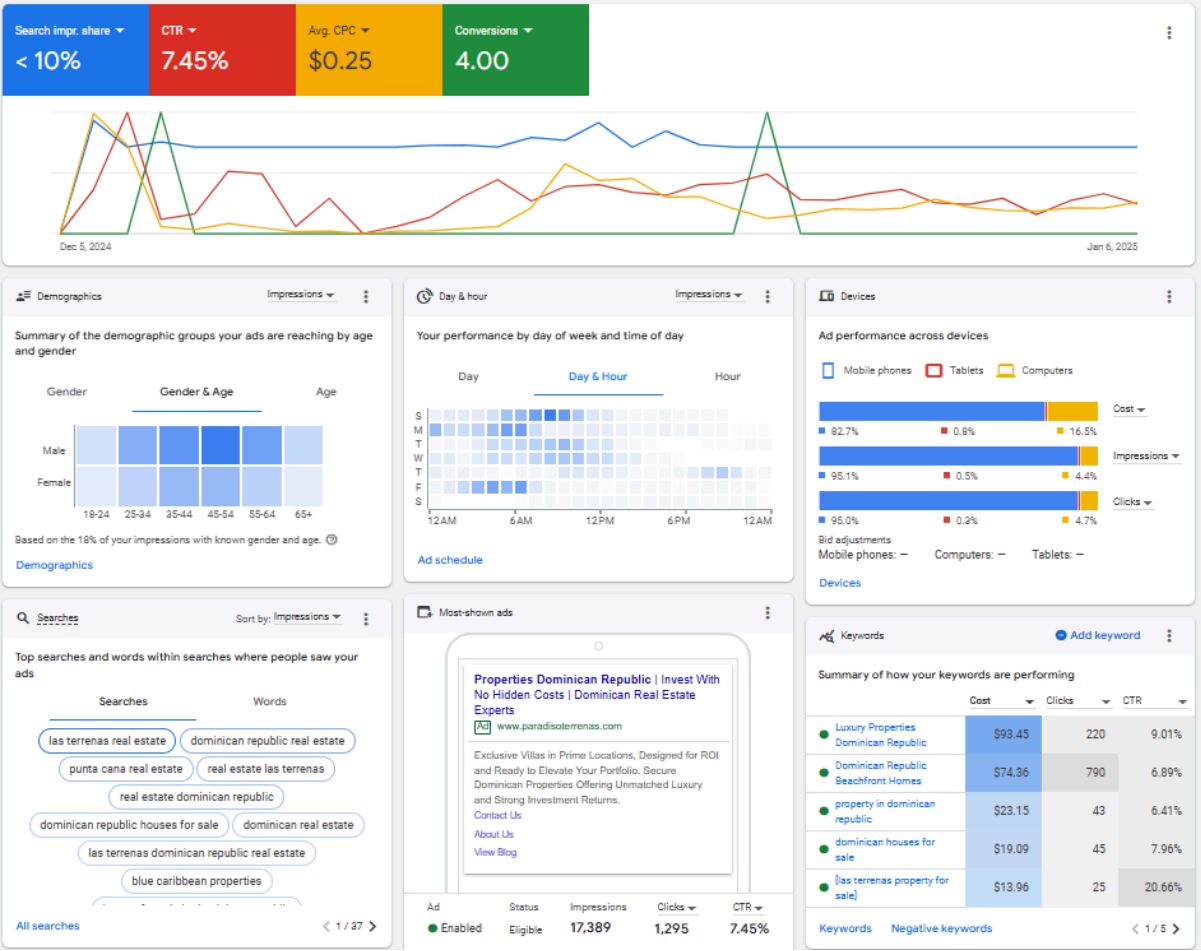 Search impr. share
CTR
Avg. CPC
Conversions
< 10%
7.45%
$0.25
4.00
Dec 5, 2024
Jan 6, 2025
Demographics
Impressions
Summary of the demographic groups your ads are reaching by age
and gender
Gender
Gender & Age
Age
Male
Female
18-24
25-34
35-44
45-54
55-64
65+
Based on the 18% of your impressions with known gender and age.
Demographics
Day & hour
Impressions
Your performance by day of week and time of day
Day
Day & Hour
Hour
S
M
T
W
T
F
S
12AM
6AM
12PM
6PM
12AM
Ad schedule
Devices
Ad performance across devices
Mobile phones
Tablets
Computers
Cost
82.7%
0.8%
16.5%
Impressions
95.1%
0.5%
4.4%
Clicks
95.0%
0.3%
4.7%
Bid adjustments
Mobile phones: —
Computers: —
Tablets: —
Devices
Searches
Sort by: Impressions
Top searches and words within searches where people saw your
ads
Searches
Words
las terrenas real estate
dominican republic real estate
punta cana real estate
real estate las terrenas
real estate dominican republic
dominican republic houses for sale
dominican real estate
las terrenas dominican republic real estate
blue caribbean properties
All searches
1 / 37
Most-shown ads
Properties Dominican Republic | Invest With
No Hidden Costs | Dominican Real Estate
Experts
Ad www.paradisoterrenas.com
Exclusive Villas in Prime Locations, Designed for ROI
and Ready to Elevate Your Portfolio. Secure
Dominican Properties Offering Unmatched Luxury
and Strong Investment Returns.
Contact Us
About Us
View Blog
Ad
Status
Impressions
Clicks
CTR
Enabled
Eligible
17,389
1,295
7.45%
Keywords
Add keyword
Summary of how your keywords are performing
Cost
Clicks
CTR
Luxury Properties
Dominican Republic
$93.45
220
9.01%
Dominican Republic
Beachfront Homes
$74.36
790
6.89%
property in dominican
republic
$23.15
43
6.41%
dominican houses for
sale
$19.09
45
7.96%
[las terrenas property for
sale]
$13.96
25
20.66%
Keywords
Negative keywords
1 / 5